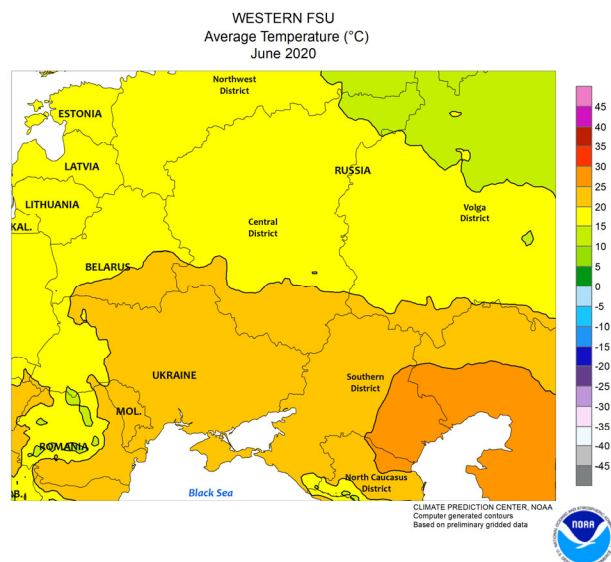 WESTERN FSU
Average Temperature (°C)
June 2020
Northwest
District
ESTONIA
LATVIA
RUSSIA
LITHUANIA
Volga
District
KAL.
Central
District
BELARUS
UKRAINE
Southern
District
MOL.
ROMANIA
North Caucasus
District
Black Sea
45
40
35
30
25
20
15
10
5
0
-5
-10
-15
-20
-25
-30
-35
-40
-45
CLIMATE PREDICTION CENTER, NOAA
Computer generated contours
Based on preliminary gridded data
NOAA